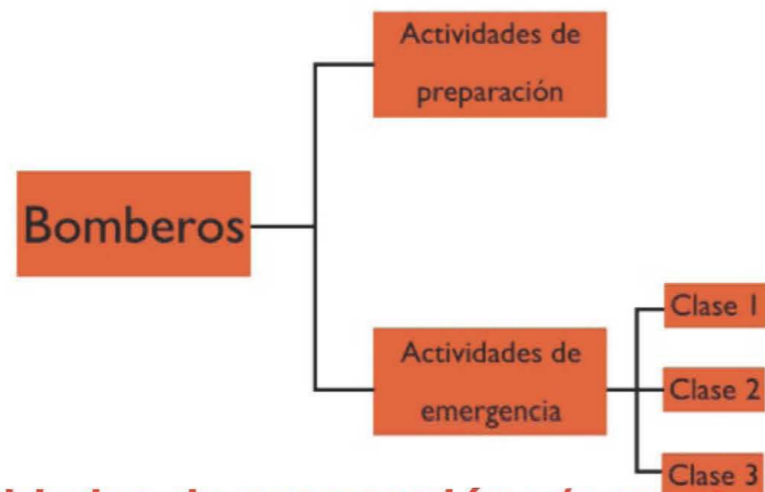 Actividades de
preparación
Bomberos
Actividades de
emergencia
Clase 1
Clase 2
Clase 3